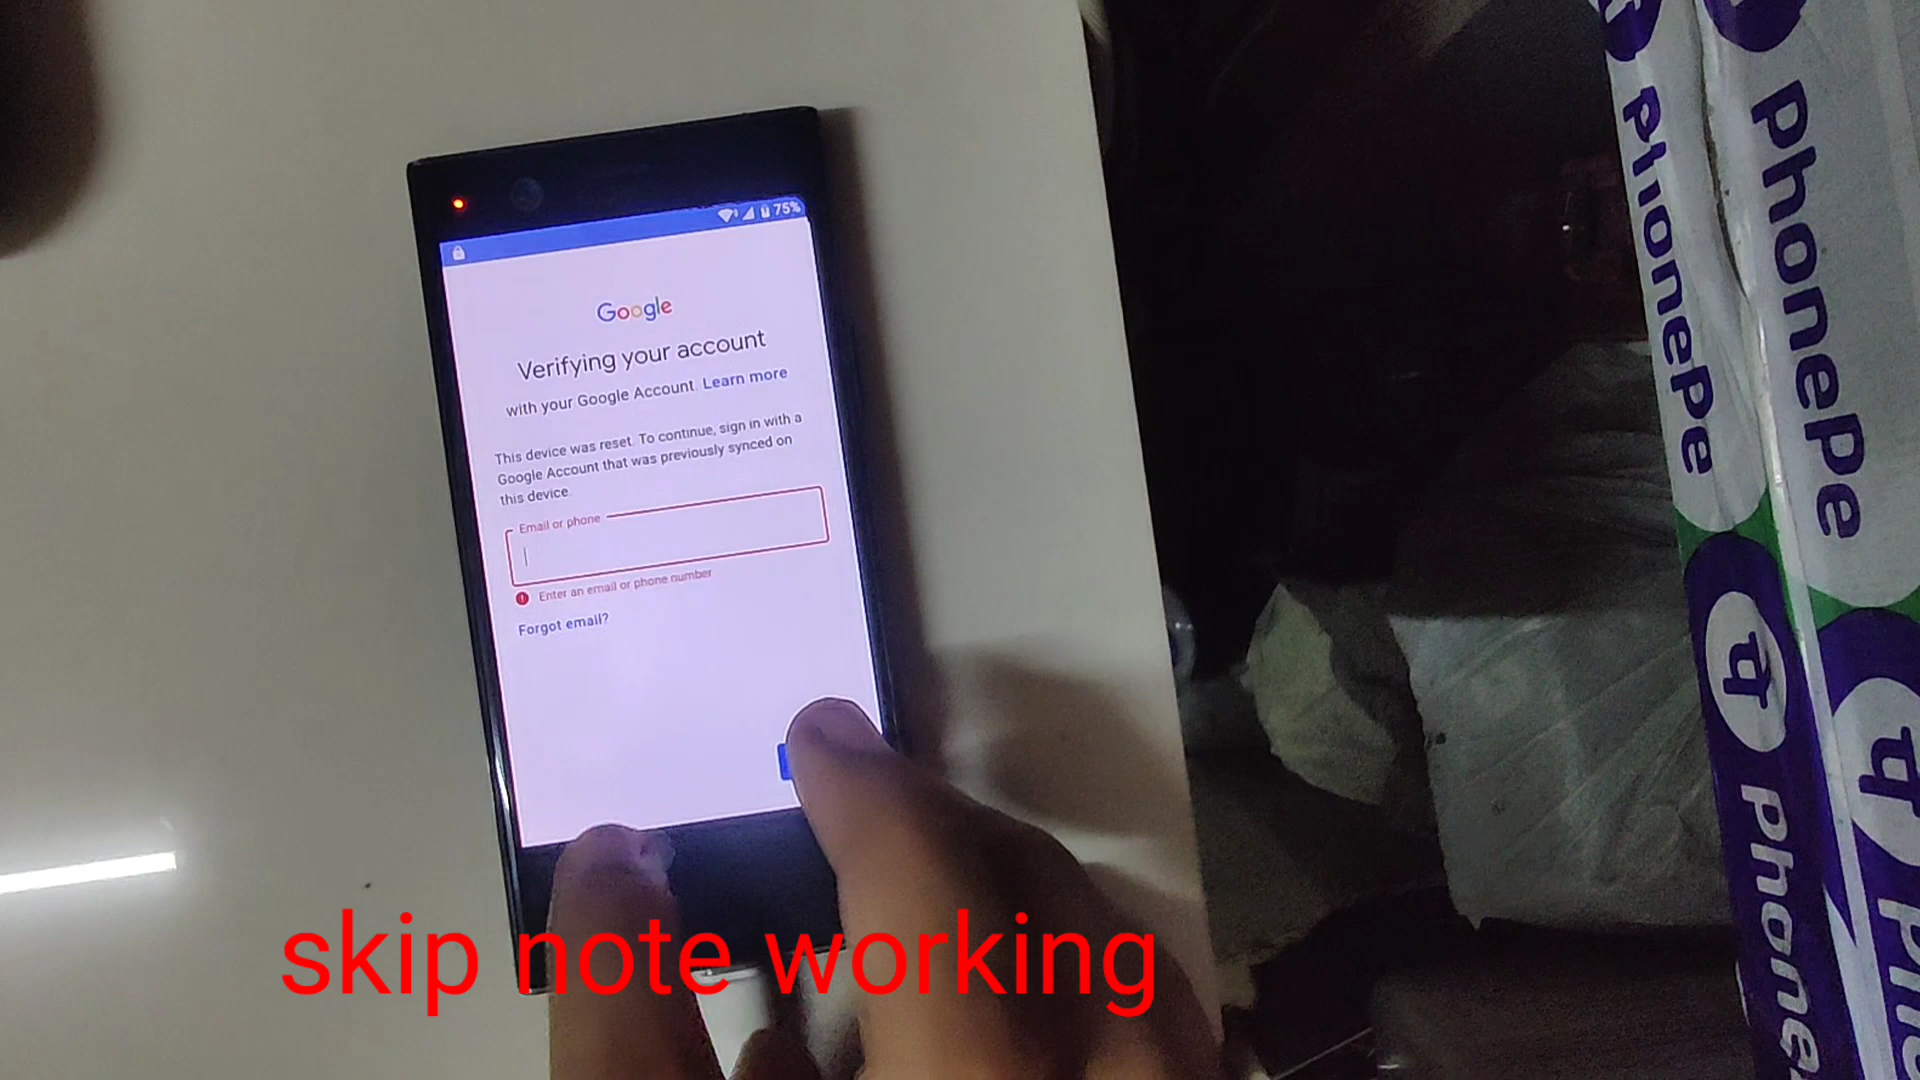 75%
Google
Verifying your account
with your Google Account. Learn more
This device was reset. To continue, sign in with a
Google Account that was previously synced on
this device.
Email or phone
Enter an email or phone number
Forgot email?
skip note working
PhonePe
PhonePe
पे
पे
PhonePe